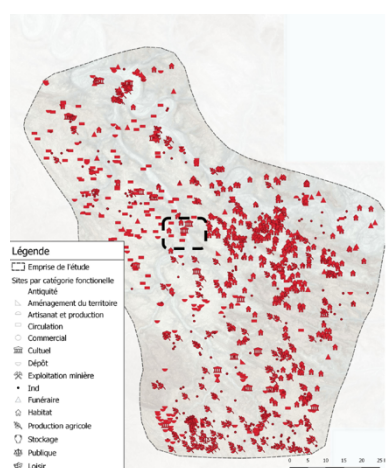 Légende
Emprise de l'étude
Sites par catégorie fonctionelle
Antiquité
Aménagement du territoire
Artisanat et production
Circulation
Commercial
Cultuel
Dépôt
Exploitation minière
Ind
Funéraire
Habitat
Production agricole
Stockage
Publique
Loisir
0 5 10 15 20 25